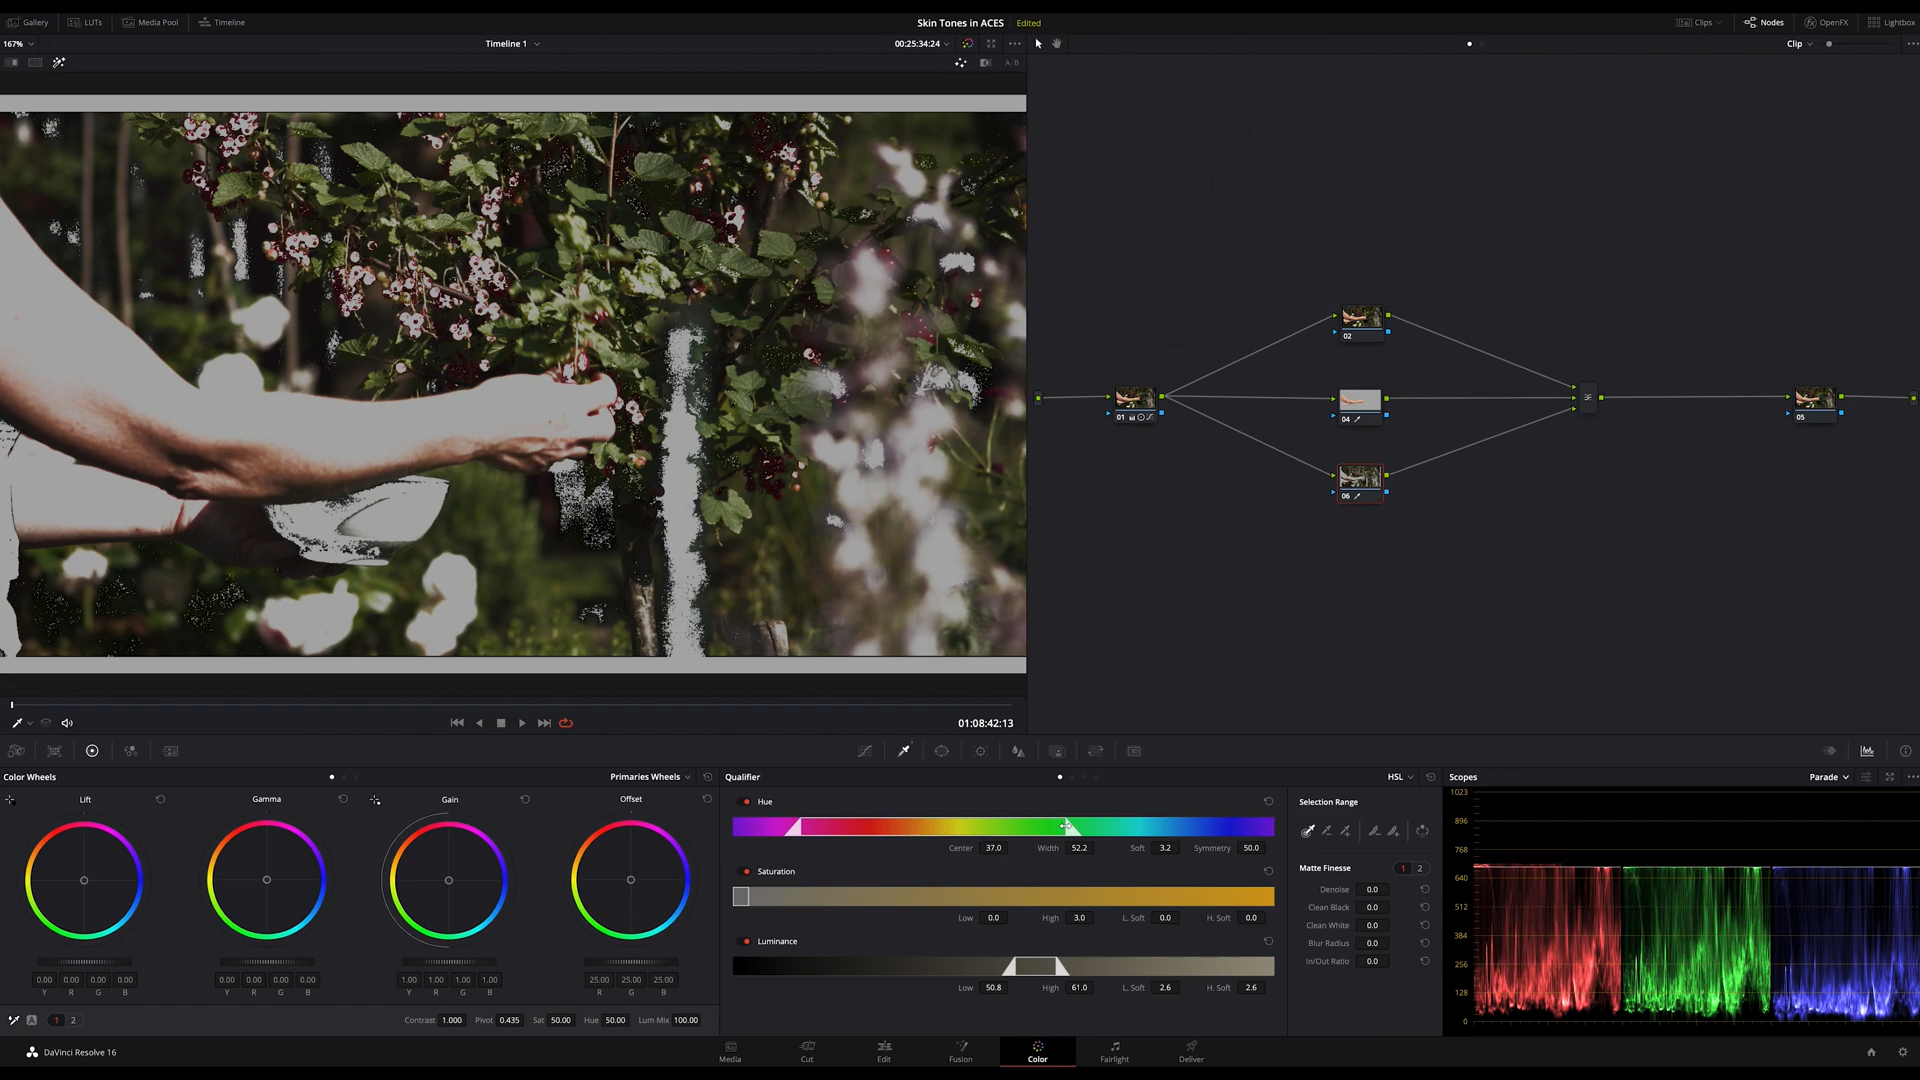 Gallery LUTs Media Pool Timeline Skin Tones in ACES Edited Clips Nodes OpenFX Lightbox
167% Timeline 1 00:25:34:24 Clip
A/B
02
01 04 05
06
01:08:42:13
Color Wheels Primaries Wheels Qualifier HSL Scopes Parade
Lift Gamma Gain Offset Hue Selection Range 1023
896
Center 37.0 Width 52.2 Soft 3.2 Symmetry 50.0 768
Saturation Matte Finesse 1 2 640
Denoise 0.0
Clean Black 0.0 512
Low 0.0 High 3.0 L. Soft 0.0 H. Soft 0.0
Clean White 0.0 384
Luminance Blur Radius 0.0
In/Out Ratio 0.0 256
0.00 0.00 0.00 0.00 0.00 0.00 0.00 0.00 1.00 1.00 1.00 1.00 25.00 25.00 25.00 Low 50.8 High 61.0 L. Soft 2.6 H. Soft 2.6 128
Y R G B Y R G B Y R G B R G B
A 1 2 Contrast 1.000 Pivot 0.435 Sat 50.00 Hue 50.00 Lum Mix 100.00 0
DaVinci Resolve 16 Media Cut Edit Fusion Color Fairlight Deliver